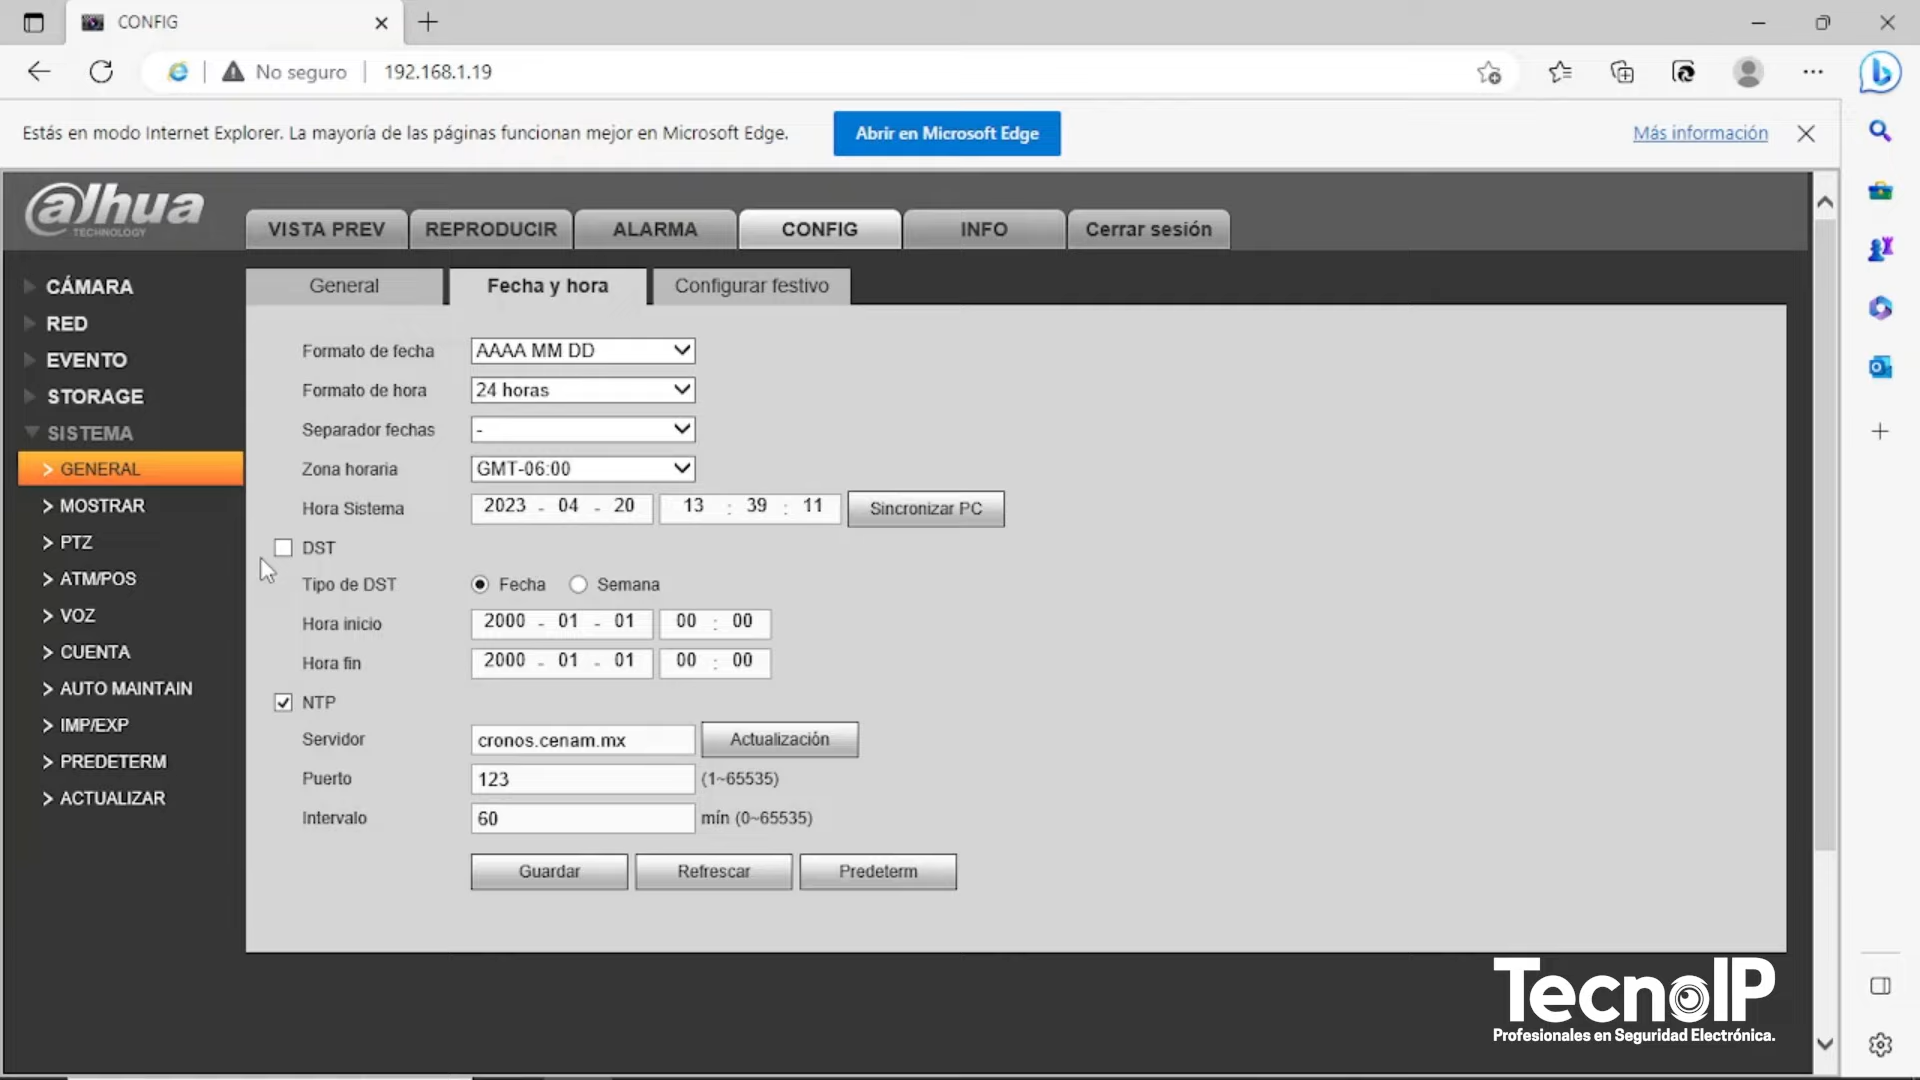 CONFIG
No seguro
192.168.1.19
Estás en modo Internet Explorer. La mayoría de las páginas funcionan mejor en Microsoft Edge.
Abrir en Microsoft Edge
Más información
alhua
TECHNOLOGY
VISTA PREV
REPRODUCIR
ALARMA
CONFIG
INFO
Cerrar sesión
CÁMARA
RED
EVENTO
STORAGE
SISTEMA
> GENERAL
> MOSTRAR
> PTZ
> ATM/POS
> VOZ
> CUENTA
> AUTO MAINTAIN
> IMP/EXP
> PREDETERM
> ACTUALIZAR
General
Fecha y hora
Configurar festivo
Formato de fecha AAAA MM DD
Formato de hora 24 horas
Separador fechas -
Zona horaria GMT-06:00
Hora Sistema 2023 - 04 - 20 13 : 39 : 11 Sincronizar PC
DST
Tipo de DST Fecha Semana
Hora inicio 2000 - 01 - 01 00 : 00
Hora fin 2000 - 01 - 01 00 : 00
NTP
Servidor cronos.cenam.mx Actualización
Puerto 123 (1~65535)
Intervalo 60 mín (0~65535)
Guardar Refrescar Predeterm
TecnoIP
Profesionales en Seguridad Electrónica.